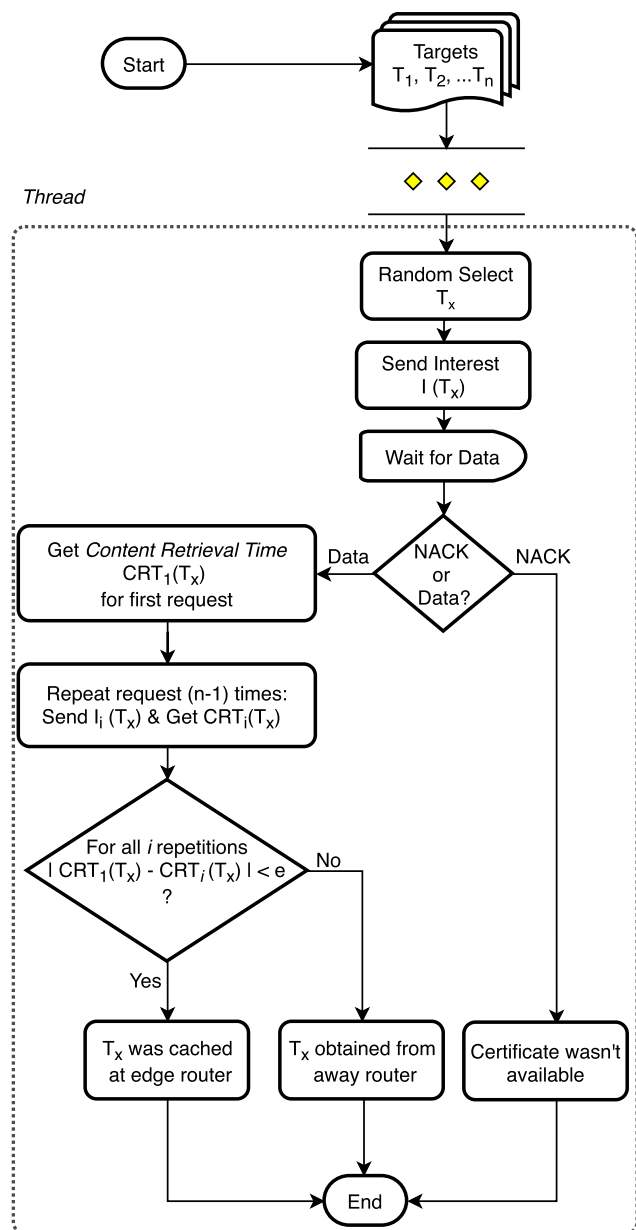 Start
Targets
T1, T2, ...Tn
Thread
Random Select
Tx
Send Interest
I (Tx)
Wait for Data
NACK
or
Data?
Data
NACK
Get Content Retrieval Time
CRT1(Tx)
for first request
Repeat request (n-1) times:
Send Ii (Tx) & Get CRTi(Tx)
For all i repetitions
| CRT1(Tx) - CRTi (Tx) | < e
?
No
Yes
Tx was cached
at edge router
Tx obtained from
away router
Certificate wasn't
available
End